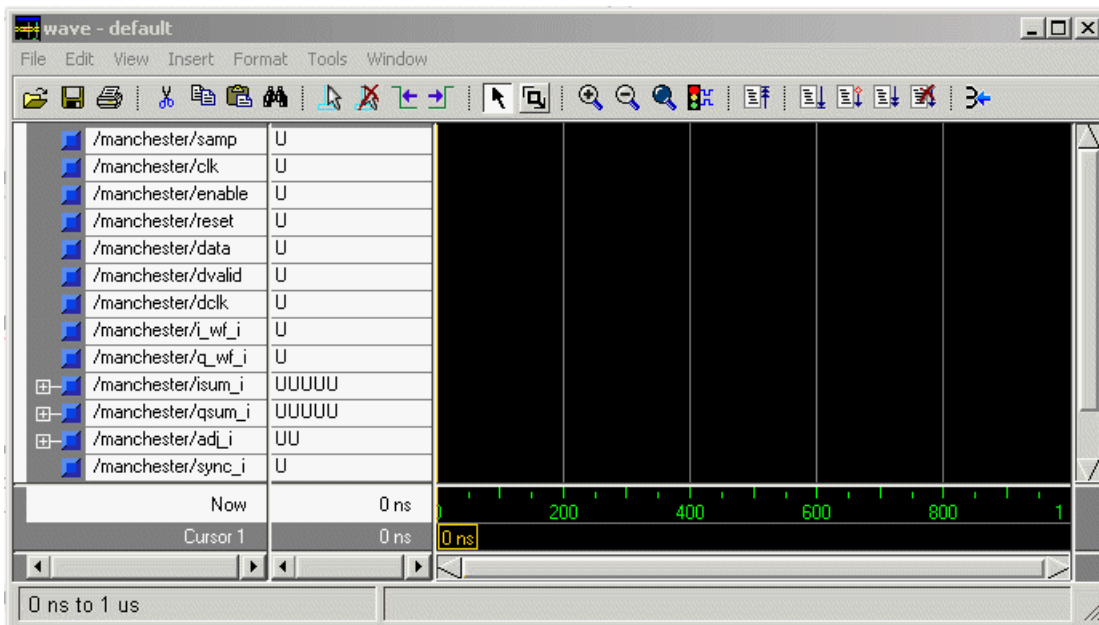 wave - default
File Edit View Insert Format Tools Window
/manchester/samp U
/manchester/clk U
/manchester/enable U
/manchester/reset U
/manchester/data U
/manchester/dvalid U
/manchester/dclk U
/manchester/i_wf_i U
/manchester/q_wf_i U
/manchester/isum_i UUUUU
/manchester/qsum_i UUUUU
/manchester/adj_i UU
/manchester/sync_i U
Now 0 ns 200 400 600 800 1
Cursor 1 0 ns 0 ns
0 ns to 1 us